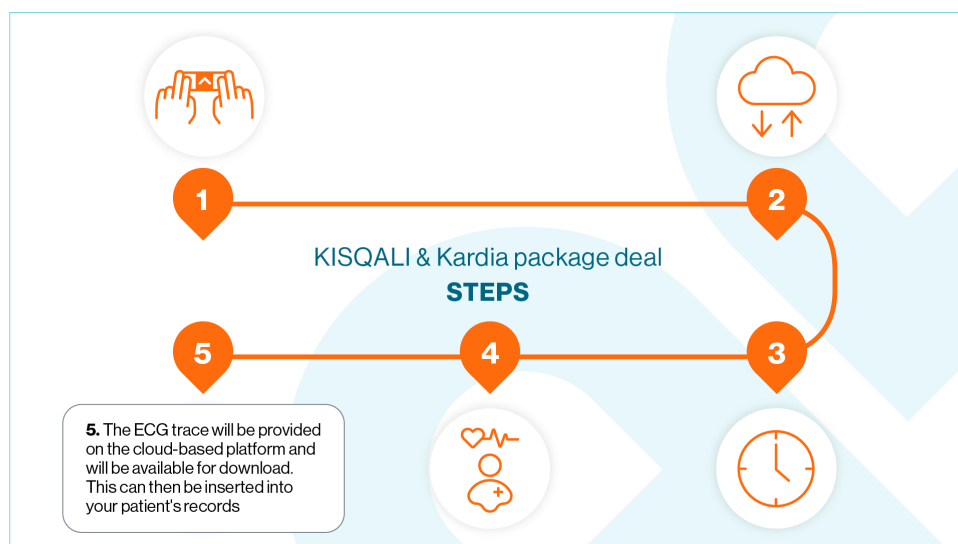 1
2
KISQALI & Kardia package deal
STEPS
5
4
3
5. The ECG trace will be provided
on the cloud-based platform and
will be available for download.
This can then be inserted into
your patient's records